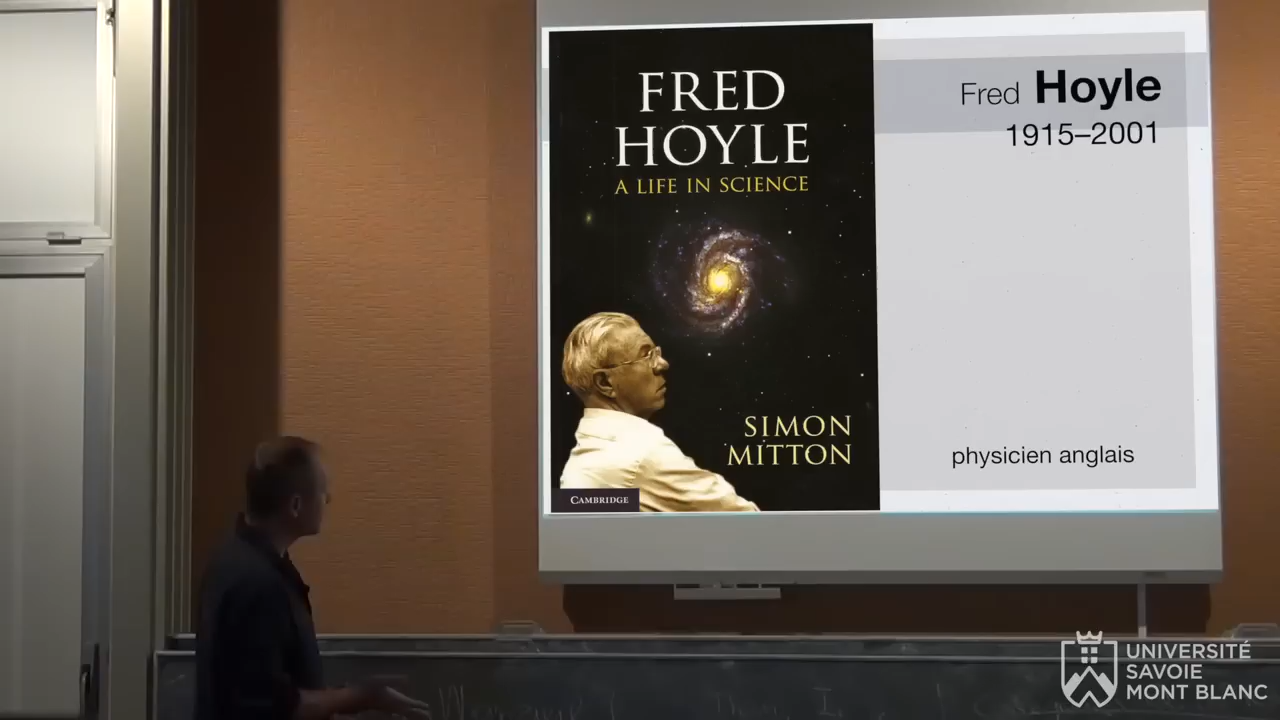 FRED
HOYLE
A LIFE IN SCIENCE
SIMON
MITTON
CAMBRIDGE
Fred Hoyle
1915–2001
physicien anglais
UNIVERSITÉ
SAVOIE
MONT BLANC